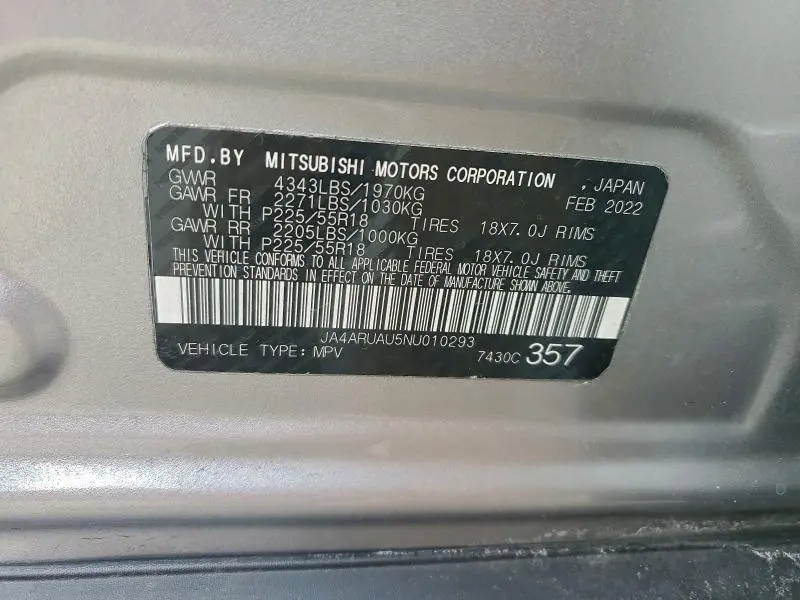 MFD.BY MITSUBISHI MOTORS CORPORATION , JAPAN
GVWR 4343LBS/1970KG FEB 2022
GAWR FR 2271LBS/1030KG
WITH P225/55R18 TIRES 18X7.0J RIMS
GAWR RR 2205LBS/1000KG
WITH P225/55R18 TIRES 18X7.0J RIMS
THIS VEHICLE CONFORMS TO ALL APPLICABLE FEDERAL MOTOR VEHICLE SAFETY AND THEFT
PREVENTION STANDARDS IN EFFECT ON THE DATE OF MANUFACTURE SHOWN ABOVE.
JA4ARUAU5NU010293
VEHICLE TYPE: MPV 7430C 357